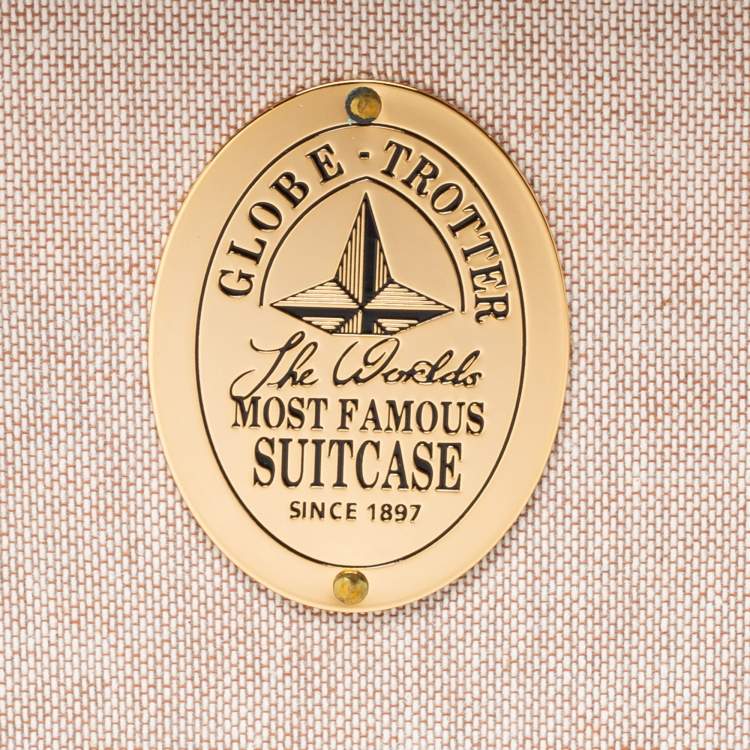 GLOBE-TROTTER
The Worlds
MOST FAMOUS
SUITCASE
SINCE 1897